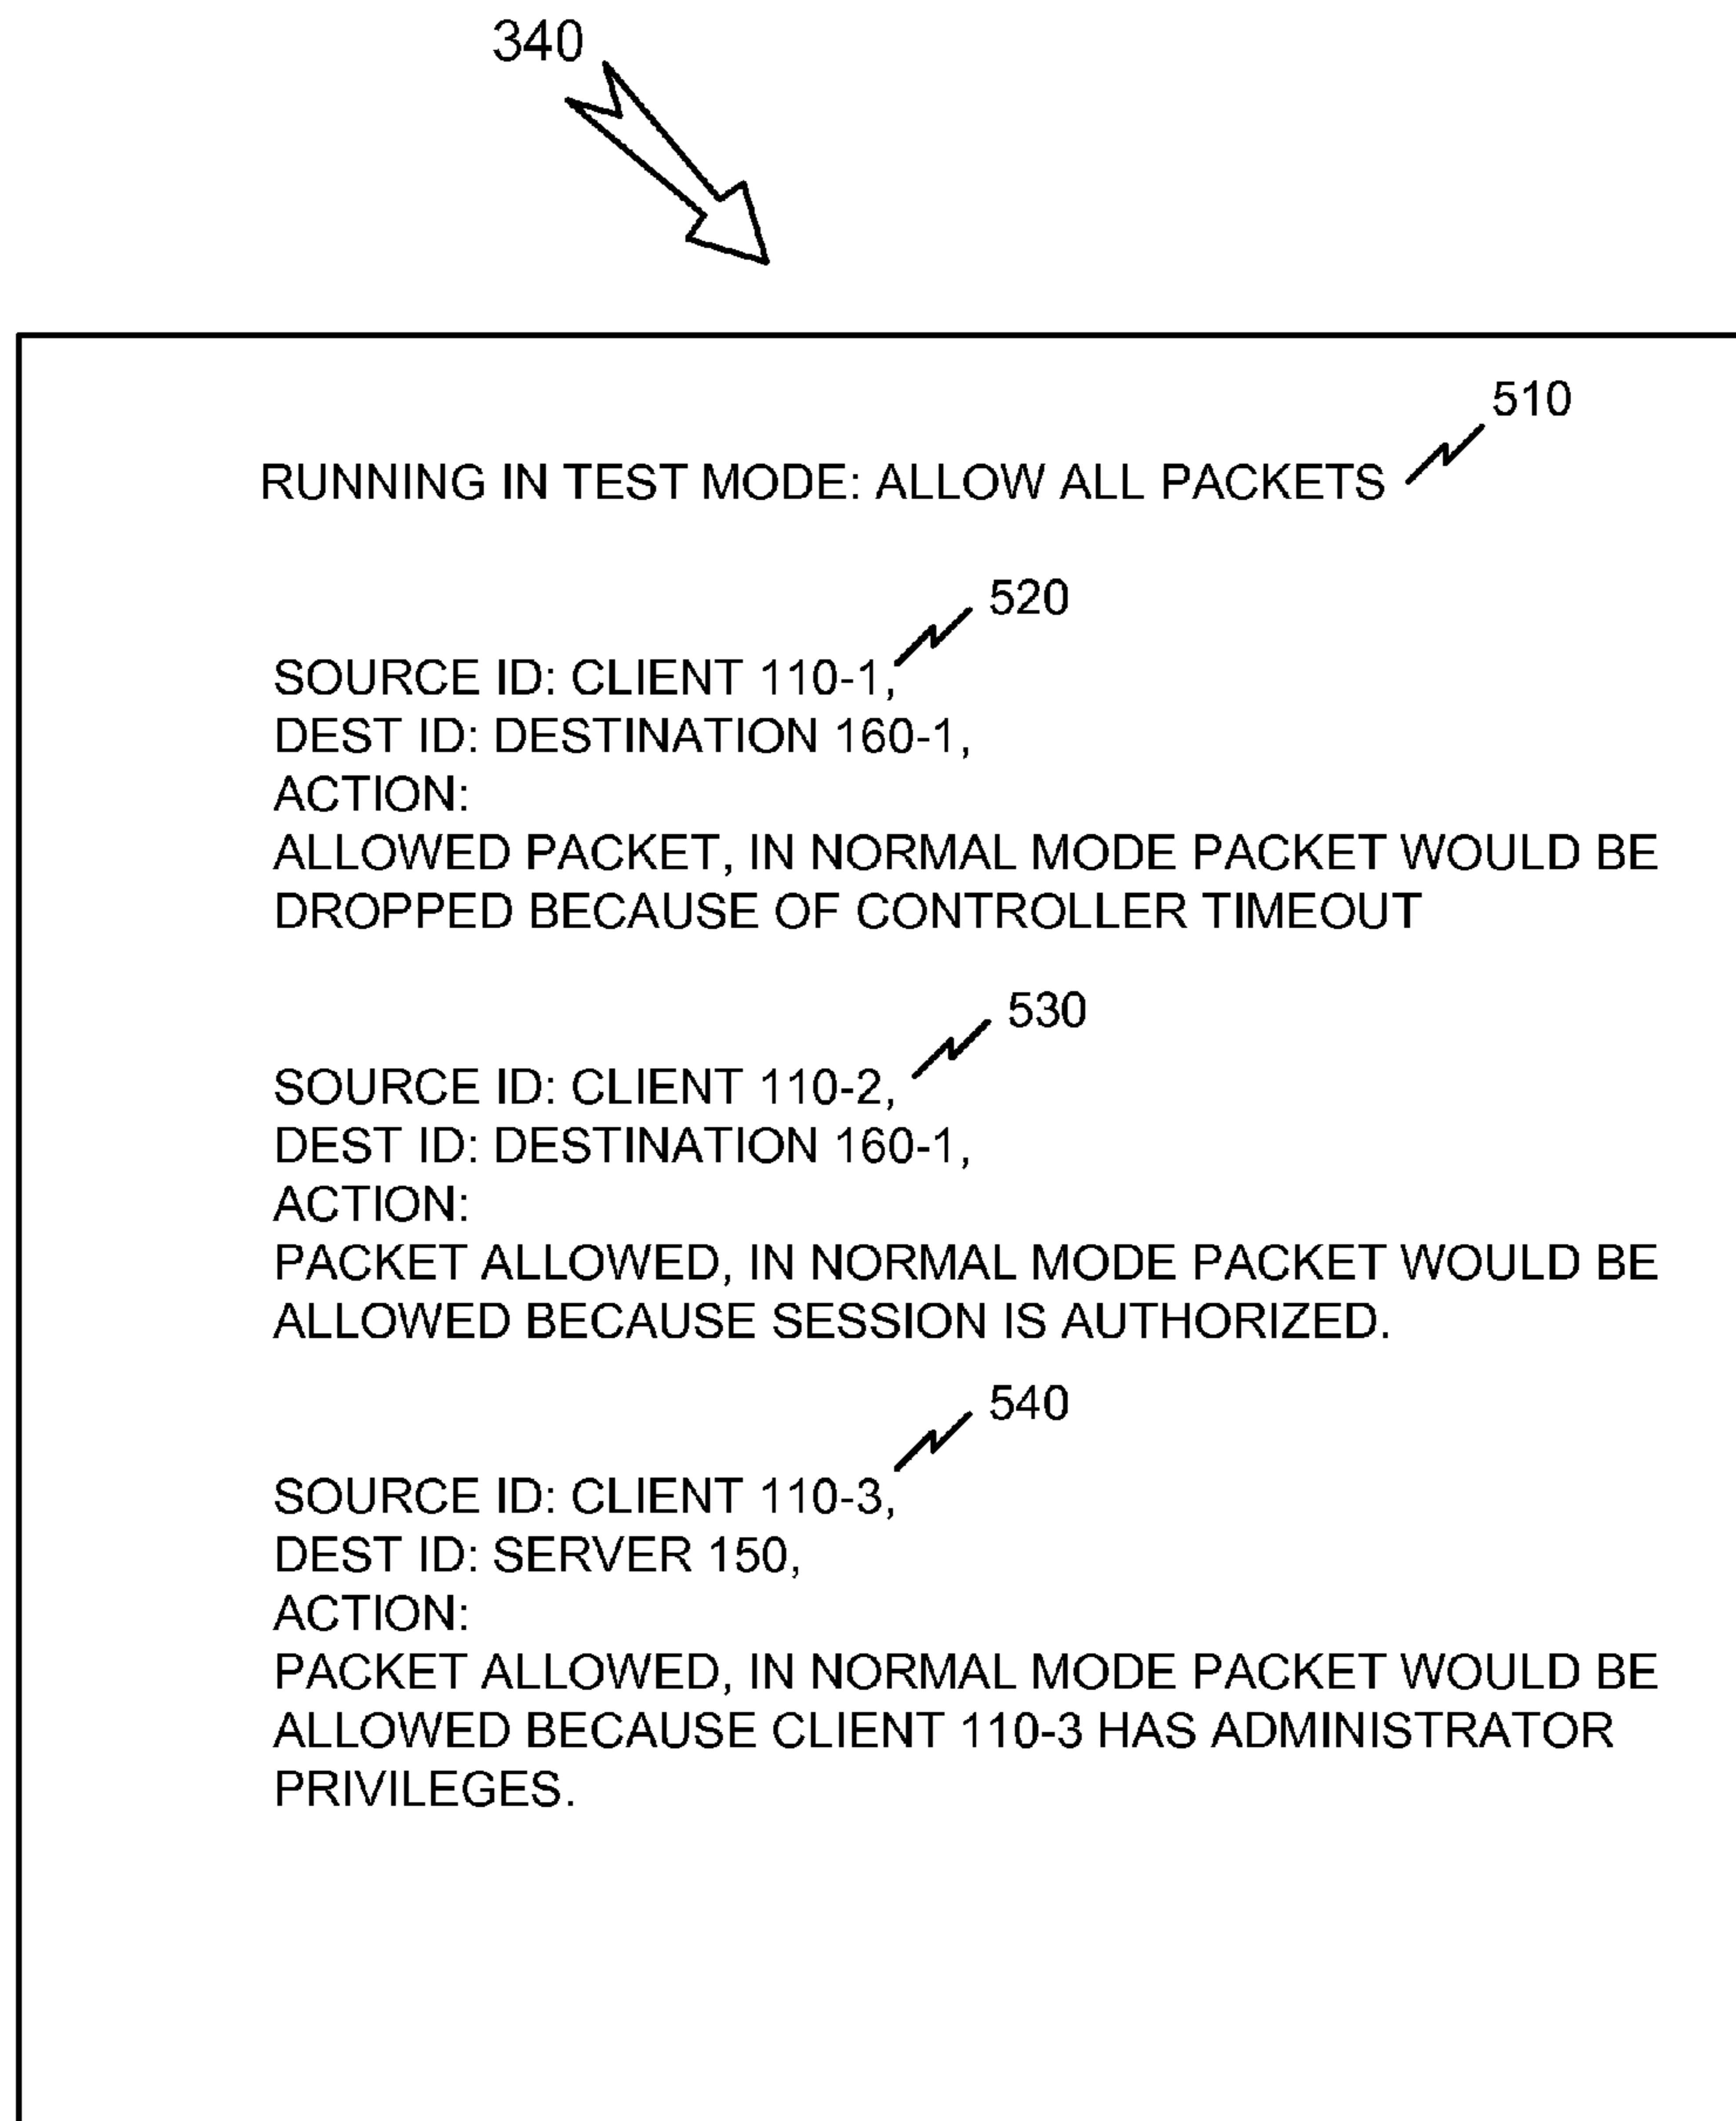 340
510
RUNNING IN TEST MODE: ALLOW ALL PACKETS
520
SOURCE ID: CLIENT 110-1,
DEST ID: DESTINATION 160-1,
ACTION:
ALLOWED PACKET, IN NORMAL MODE PACKET WOULD BE
DROPPED BECAUSE OF CONTROLLER TIMEOUT
530
SOURCE ID: CLIENT 110-2,
DEST ID: DESTINATION 160-1,
ACTION:
PACKET ALLOWED, IN NORMAL MODE PACKET WOULD BE
ALLOWED BECAUSE SESSION IS AUTHORIZED.
540
SOURCE ID: CLIENT 110-3,
DEST ID: SERVER 150,
ACTION:
PACKET ALLOWED, IN NORMAL MODE PACKET WOULD BE
ALLOWED BECAUSE CLIENT 110-3 HAS ADMINISTRATOR
PRIVILEGES.